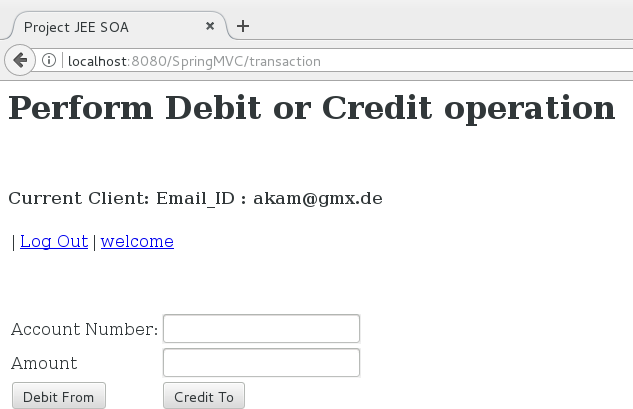 Project JEE SOA
localhost:8080/SpringMVC/transaction
Perform Debit or Credit operation
Current Client: Email_ID : akam@gmx.de
| Log Out | welcome
Account Number:
Amount
Debit From Credit To